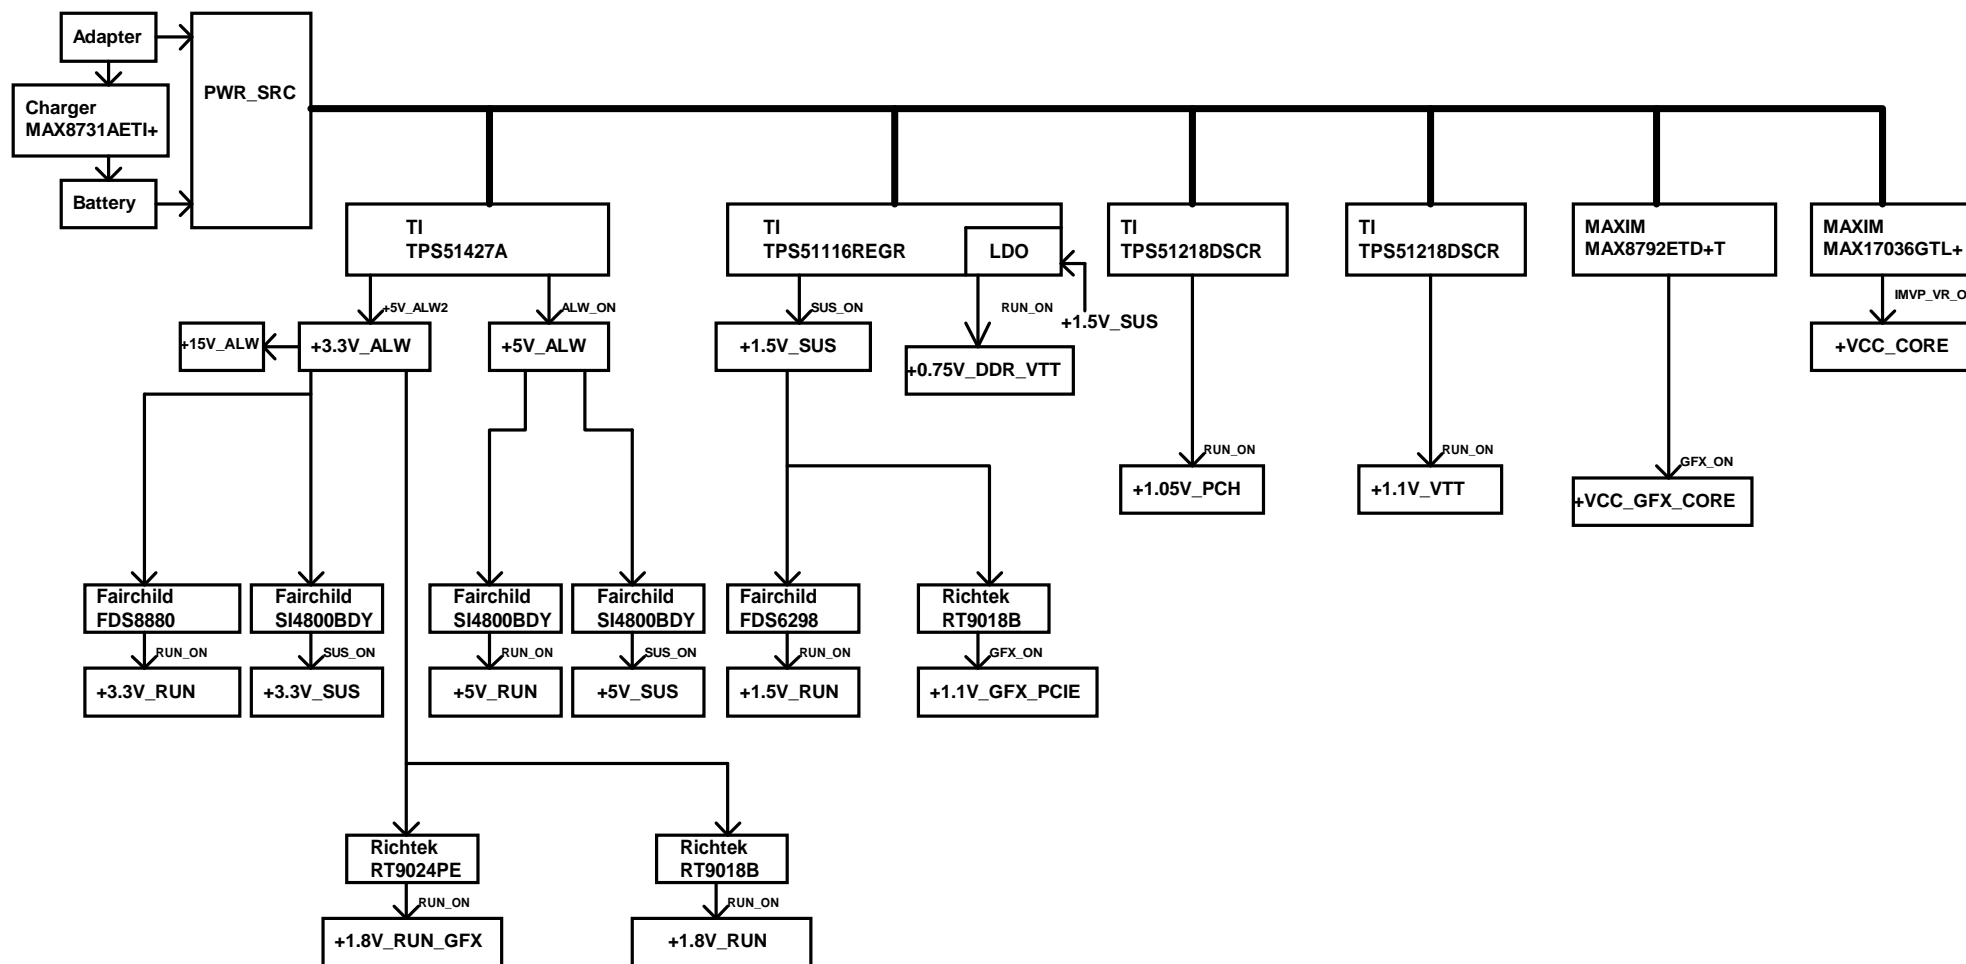 Adapter
PWR_SRC
Charger
MAX8731AETI+
Battery
TI
TPS51427A
TI
TPS51116REGR
LDO
TI
TPS51218DSCR
TI
TPS51218DSCR
MAXIM
MAX8792ETD+T
MAXIM
MAX17036GTL+
+5V_ALW2
ALW_ON
SUS_ON
RUN_ON
+1.5V_SUS
IMVP_VR_O
+15V_ALW
+3.3V_ALW
+5V_ALW
+1.5V_SUS
+0.75V_DDR_VTT
+VCC_CORE
RUN_ON
+1.05V_PCH
RUN_ON
+1.1V_VTT
GFX_ON
+VCC_GFX_CORE
Fairchild
FDS8880
Fairchild
SI4800BDY
Fairchild
SI4800BDY
Fairchild
SI4800BDY
Fairchild
FDS6298
Richtek
RT9018B
RUN_ON
SUS_ON
RUN_ON
SUS_ON
RUN_ON
GFX_ON
+3.3V_RUN
+3.3V_SUS
+5V_RUN
+5V_SUS
+1.5V_RUN
+1.1V_GFX_PCIE
Richtek
RT9024PE
Richtek
RT9018B
RUN_ON
RUN_ON
+1.8V_RUN_GFX
+1.8V_RUN